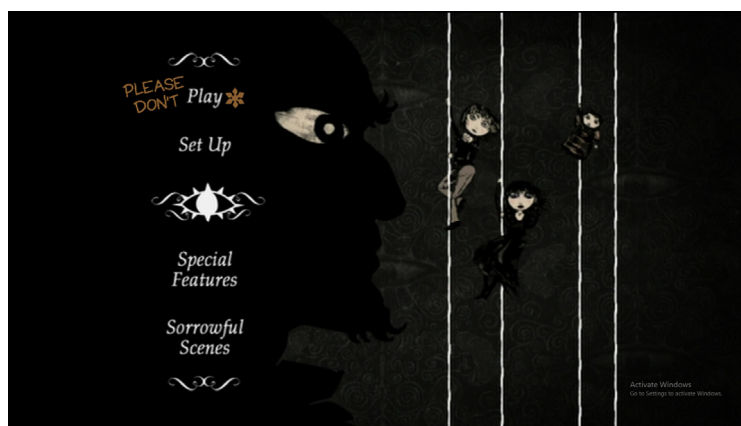 PLEASE
DON'T Play
Set Up
Special
Features
Sorrowful
Scenes
Activate Windows
Go to Settings to activate Windows.